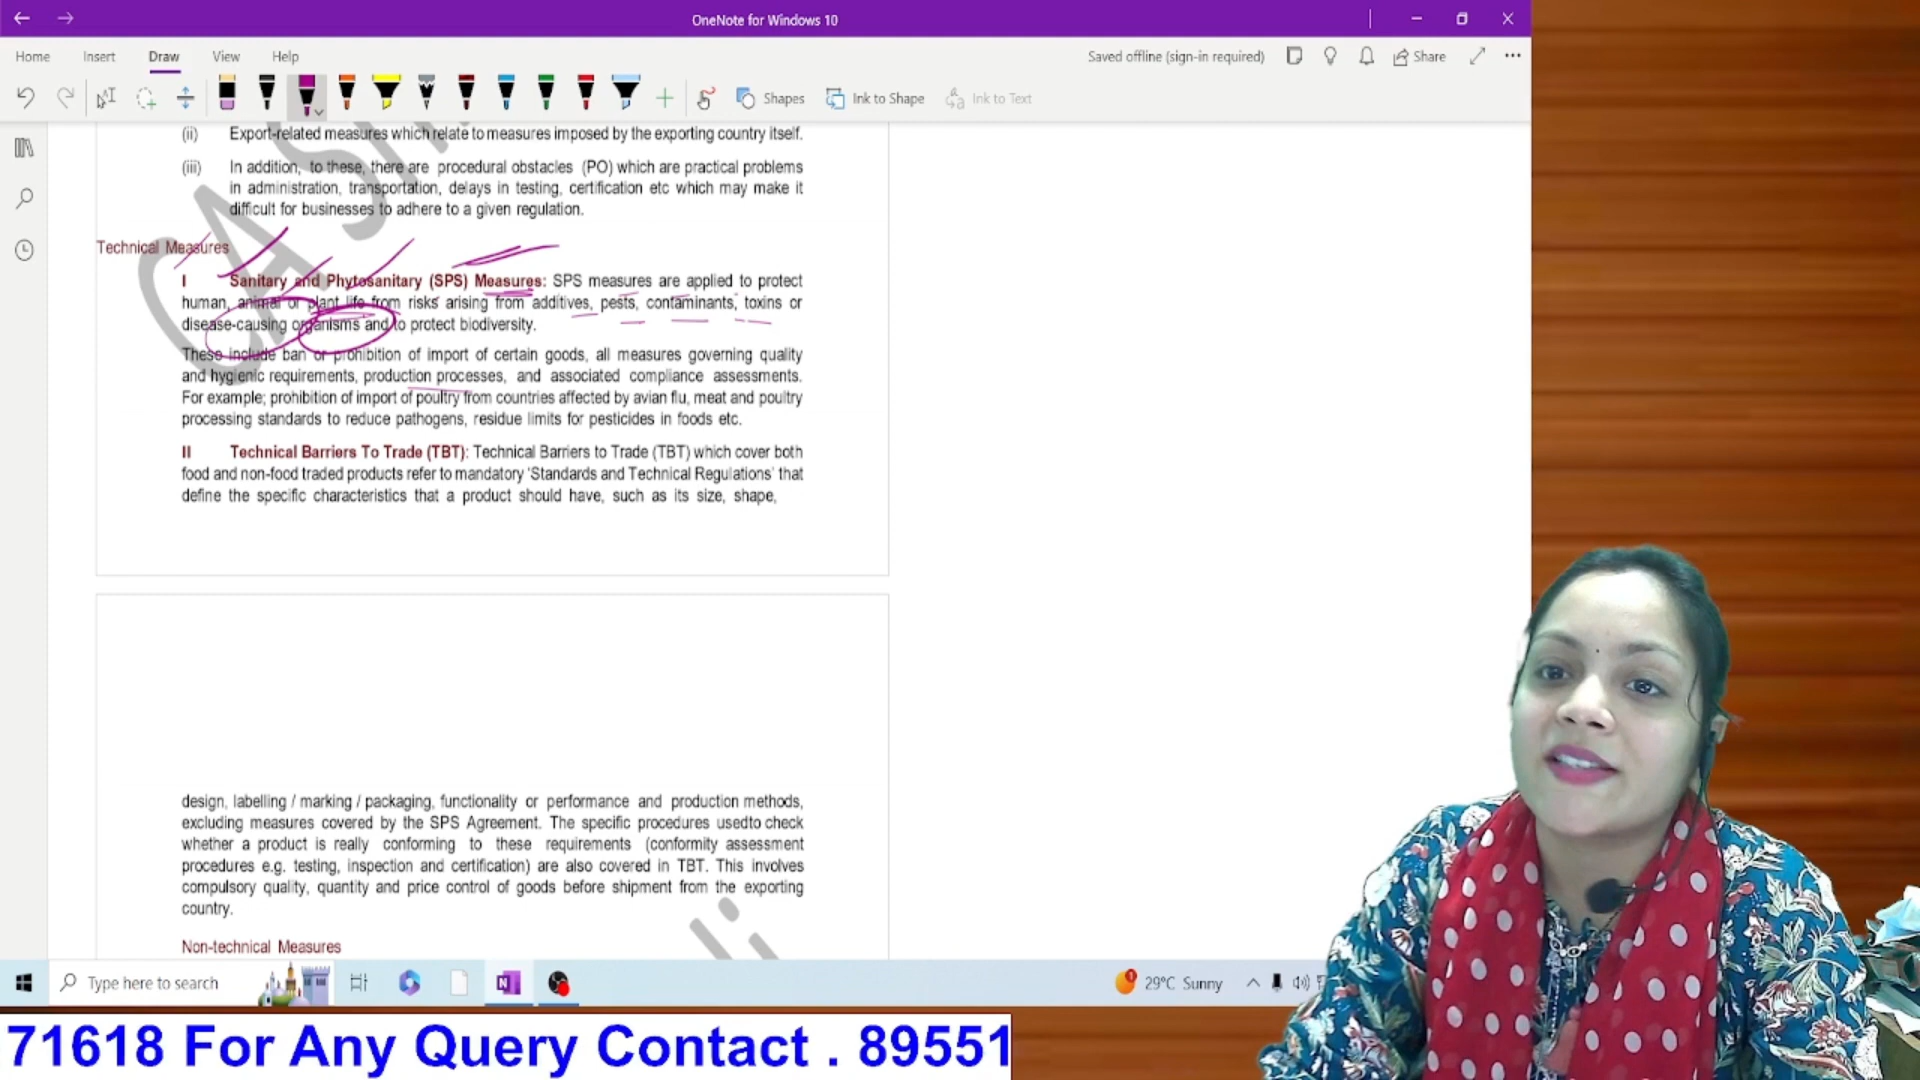 OneNote for Windows 10
Home Insert Draw View Help
Saved offline (sign-in required) Share
Shapes Ink to Shape Ink to Text
(ii) Export-related measures which relate to measures imposed by the exporting country itself.
(iii) In addition, to these, there are procedural obstacles (PO) which are practical problems
in administration, transportation, delays in testing, certification etc which may make it
difficult for businesses to adhere to a given regulation.
Technical Measures
I Sanitary and Phytosanitary (SPS) Measures: SPS measures are applied to protect
human, animal or plant life from risks arising from additives, pests, contaminants, toxins or
disease-causing organisms and to protect biodiversity.
These include ban or prohibition of import of certain goods, all measures governing quality
and hygienic requirements, production processes, and associated compliance assessments.
For example; prohibition of import of poultry from countries affected by avian flu, meat and poultry
processing standards to reduce pathogens, residue limits for pesticides in foods etc.
II Technical Barriers To Trade (TBT): Technical Barriers to Trade (TBT) which cover both
food and non-food traded products refer to mandatory 'Standards and Technical Regulations' that
define the specific characteristics that a product should have, such as its size, shape,
design, labelling / marking / packaging, functionality or performance and production methods,
excluding measures covered by the SPS Agreement. The specific procedures usedto check
whether a product is really conforming to these requirements (conformity assessment
procedures e.g. testing, inspection and certification) are also covered in TBT. This involves
compulsory quality, quantity and price control of goods before shipment from the exporting
country.
Non-technical Measures
Type here to search
29°C Sunny
71618 For Any Query Contact . 89551